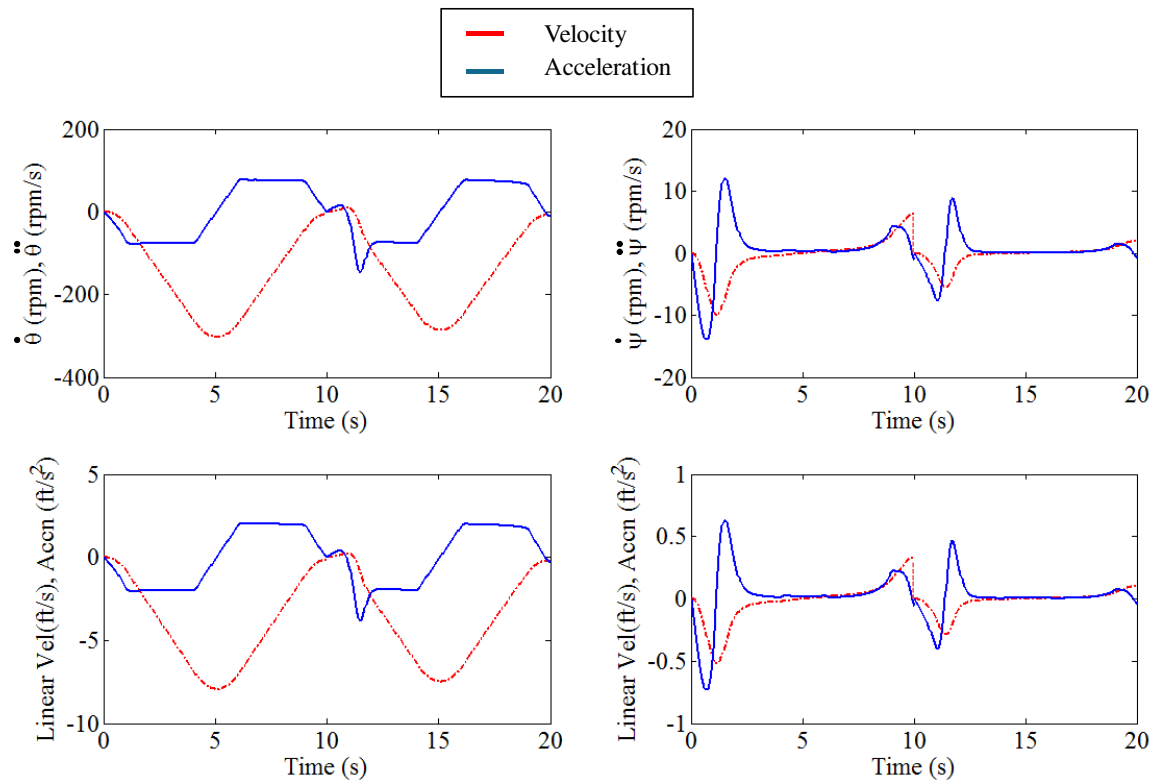 Velocity
Acceleration
200
0
-200
-400
θ̇ (rpm), θ̈ (rpm/s)
0 5 10 15 20
Time (s)
20
10
0
-10
-20
ψ̇ (rpm), ψ̈ (rpm/s)
0 5 10 15 20
Time (s)
5
0
-5
-10
Linear Vel(ft/s), Accn (ft/s²)
0 5 10 15 20
Time (s)
1
0.5
0
-0.5
-1
Linear Vel(ft/s), Accn (ft/s²)
0 5 10 15 20
Time (s)